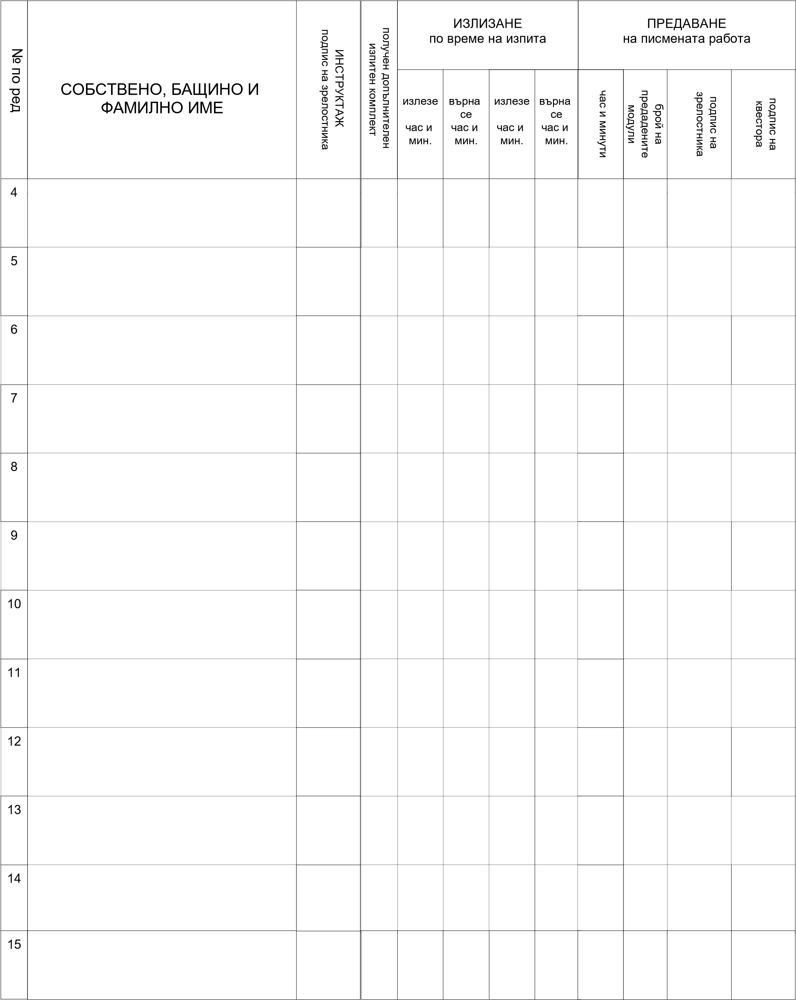 № по ред
СОБСТВЕНО, БАЩИНО И
ФАМИЛНО ИМЕ
ИНСТРУКТАЖ
подпис на зрелостника
получен допълнителен
изпитен комплект
ИЗЛИЗАНЕ
по време на изпита
ПРЕДАВАНЕ
на писмената работа
излезе
час и
мин.
върна
се
час и
мин.
излезе
час и
мин.
върна
се
час и
мин.
час и минути
брой на
предадените
модули
подпис на
зрелостника
подпис на
квестора
4
5
6
7
8
9
10
11
12
13
14
15